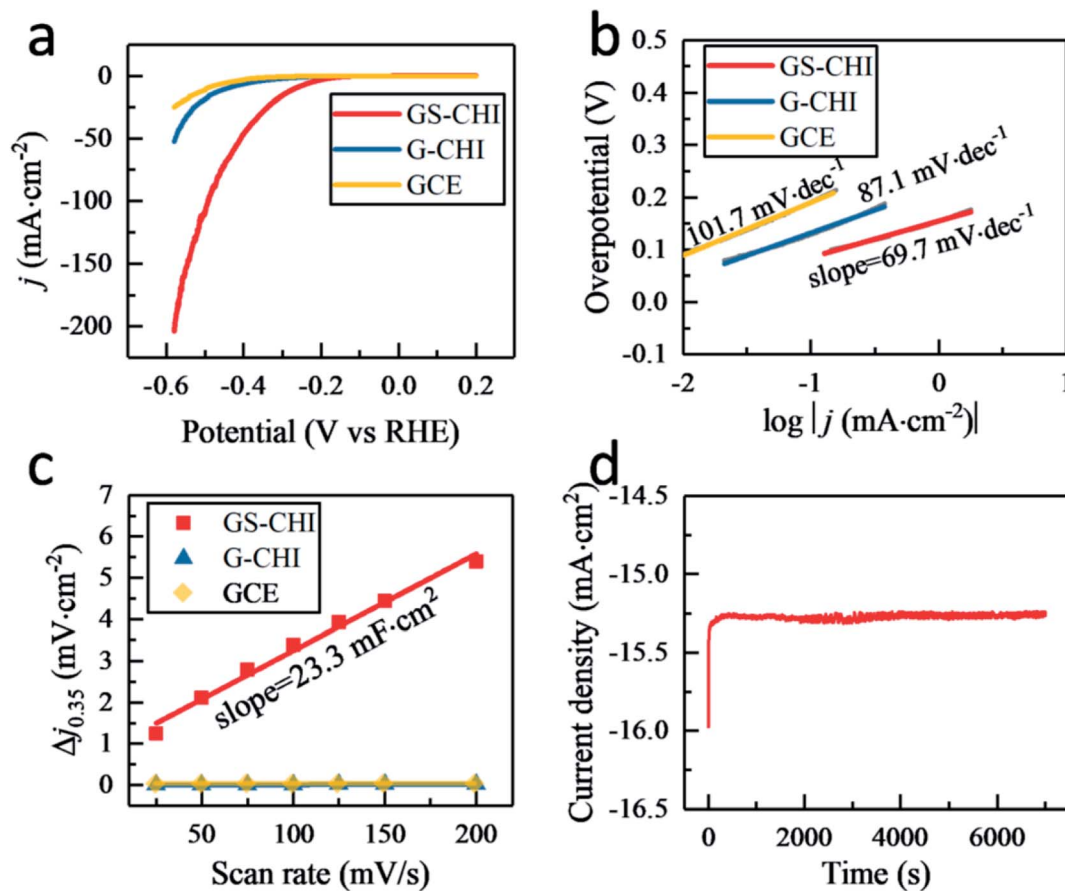 a
0
-50
-100
-150
-200
j (mA·cm⁻²)
GS-CHI
G-CHI
GCE
-0.6 -0.4 -0.2 0.0 0.2
Potential (V vs RHE)
b
0.5
0.4
0.3
0.2
0.1
0.0
-0.1
Overpotential (V)
GS-CHI
G-CHI
GCE
101.7 mV·dec⁻¹
87.1 mV·dec⁻¹
slope=69.7 mV·dec⁻¹
-2 -1 0 1
log |j (mA·cm⁻²)|
c
7
6
5
4
3
2
1
0
Δj₀.₃₅ (mV·cm⁻²)
GS-CHI
G-CHI
GCE
slope=23.3 mF·cm²
50 100 150 200
Scan rate (mV/s)
d
-14.5
-15.0
-15.5
-16.0
-16.5
Current density (mA·cm²)
0 2000 4000 6000
Time (s)